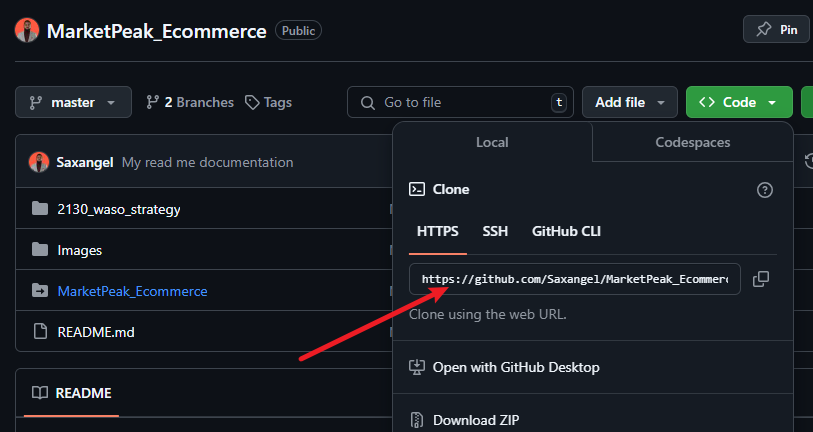 MarketPeak_Ecommerce Public Pin
master 2 Branches Tags Go to file t Add file <> Code
Local Codespaces
Saxangel My read me documentation
Clone
2130_waso_strategy
HTTPS SSH GitHub CLI
Images
https://github.com/Saxangel/MarketPeak_Ecommerc
MarketPeak_Ecommerce
Clone using the web URL.
README.md
Open with GitHub Desktop
README
Download ZIP